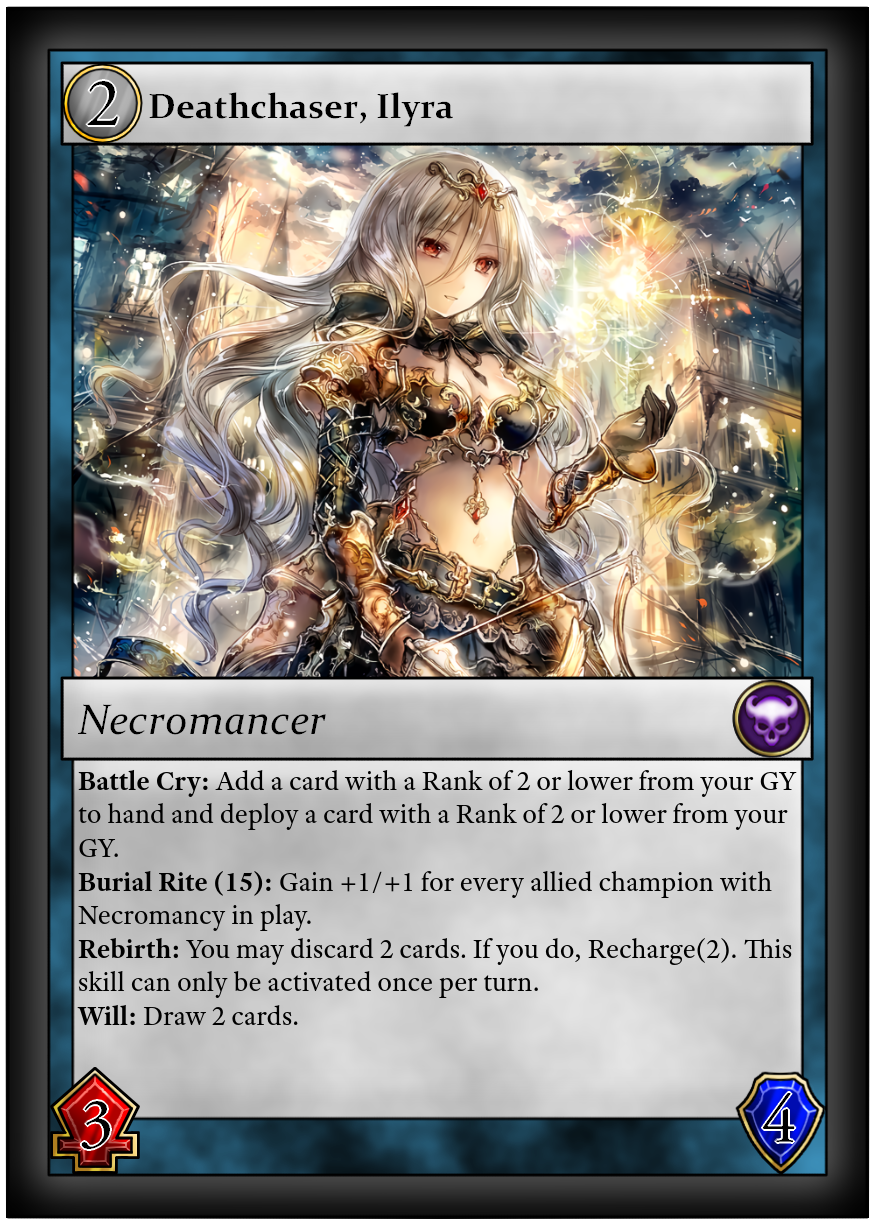 2 Deathchaser, Ilyra
Necromancer
Battle Cry: Add a card with a Rank of 2 or lower from your GY
to hand and deploy a card with a Rank of 2 or lower from your
GY.
Burial Rite (15): Gain +1/+1 for every allied champion with
Necromancy in play.
Rebirth: You may discard 2 cards. If you do, Recharge(2). This
skill can only be activated once per turn.
Will: Draw 2 cards.
3 4